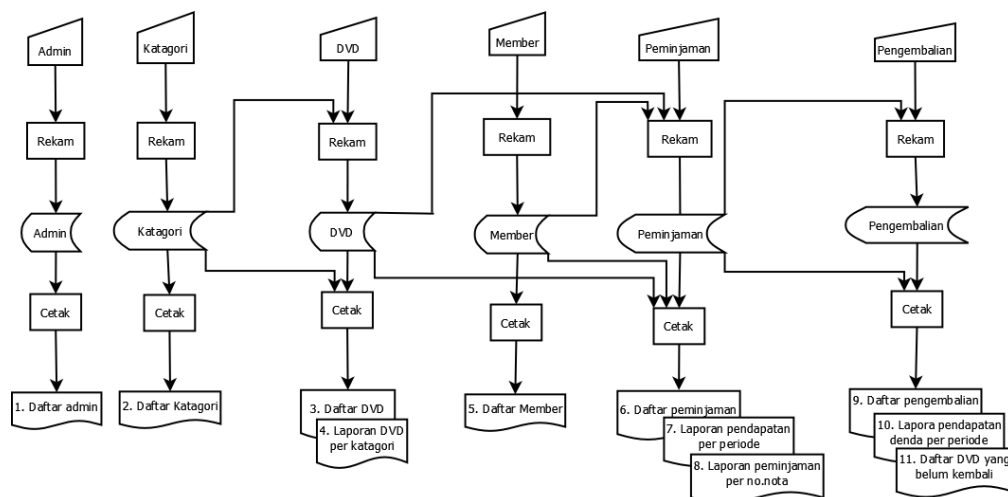 Admin
Katagori
DVD
Member
Peminjaman
Pengembalian
Rekam
Rekam
Rekam
Rekam
Rekam
Rekam
Admin
Katagori
DVD
Member
Peminjaman
Pengembalian
Cetak
Cetak
Cetak
Cetak
Cetak
Cetak
1. Daftar admin
2. Daftar Katagori
3. Daftar DVD
4. Laporan DVD
per katagori
5. Daftar Member
6. Daftar peminjaman
7. Laporan pendapatan
per periode
8. Laporan peminjaman
per no.nota
9. Daftar pengembalian
10. Lapora pendapatan
denda per periode
11. Daftar DVD yang
belum kembali